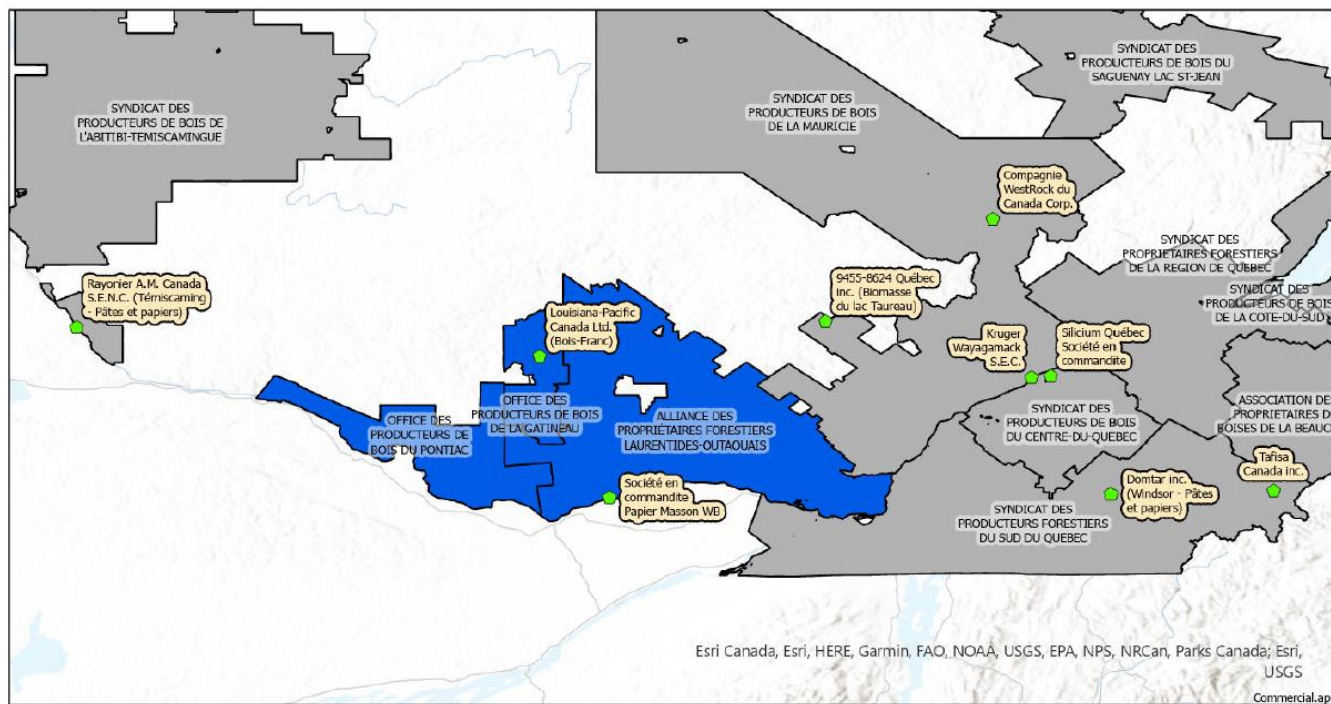 SYNDICAT DES
PRODUCTEURS DE BOIS DE
L'ABITIBI-TEMISCAMINGUE
SYNDICAT DES
PRODUCTEURS DE BOIS
DE LA MAURICIE
SYNDICAT DES
PRODUCTEURS DE BOIS DU
SAGUENAY LAC ST-JEAN
Compagnie
WestRock du
Canada Corp.
SYNDICAT DES
PROPRIETAIRES FORESTIERS
DE LA REGION DE QUEBEC
SYNDICAT DES
PRODUCTEURS DE BOIS
DE LA COTE-DU-SUD
Rayonier A.M. Canada
S.E.N.C. (Témiscaming
- Pâtes et papiers)
Louisiana-Pacific
Canada Ltd.
(Bois-Franc)
9455-8624 Québec
inc. (Biomasse
du lac Taureau)
Kruger
Wayagamack
S.E.C.
Silicium Québec
Société en
commandite
OFFICE DES
PRODUCTEURS DE
BOIS DU PONTIAC
OFFICE DES
PRODUCTEURS DE BOIS
DE LA GATINEAU
ALLIANCE DES
PROPRIÉTAIRES FORESTIERS
LAURENTIDES-OUTAOUAIS
SYNDICAT DES
PRODUCTEURS DE BOIS
DU CENTRE-DU-QUEBEC
ASSOCIATION DES
PROPRIETAIRES DE
BOISES DE LA BEAUC
Société en
commandite
Papier Masson WB
SYNDICAT DES
PRODUCTEURS FORESTIERS
DU SUD DU QUEBEC
Domtar inc.
(Windsor - Pâtes
et papiers)
Tafisa
Canada inc.
Esri Canada, Esri, HERE, Garmin, FAO, NOAA, USGS, EPA, NPS, NRCan, Parks Canada; Esri,
USGS
Commercial.ap